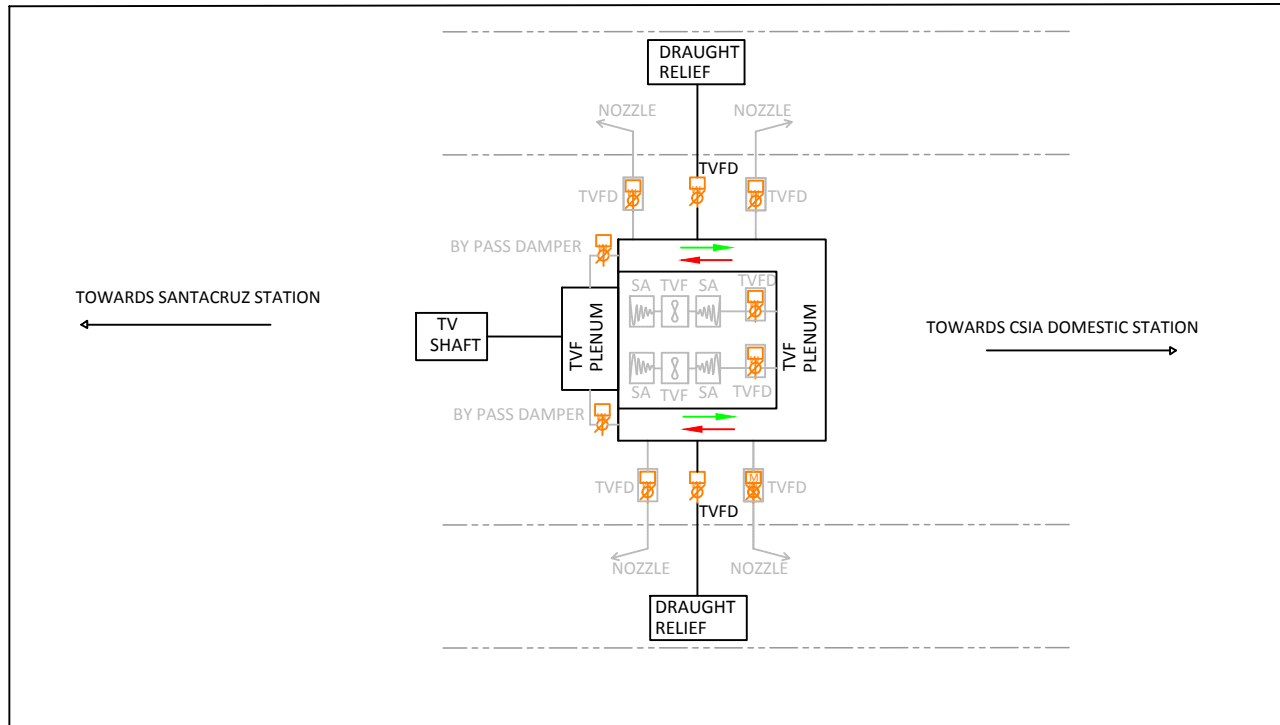 DRAUGHT
RELIEF
NOZZLE
NOZZLE
TVFD
TVFD
TVFD
BY PASS DAMPER
TOWARDS SANTACRUZ STATION
TV
SHAFT
TVF
PLENUM
SA
TVF
SA
TVFD
SA
TVF
SA
TVFD
TVF
PLENUM
TOWARDS CSIA DOMESTIC STATION
BY PASS DAMPER
TVFD
M
TVFD
TVFD
NOZZLE
NOZZLE
DRAUGHT
RELIEF